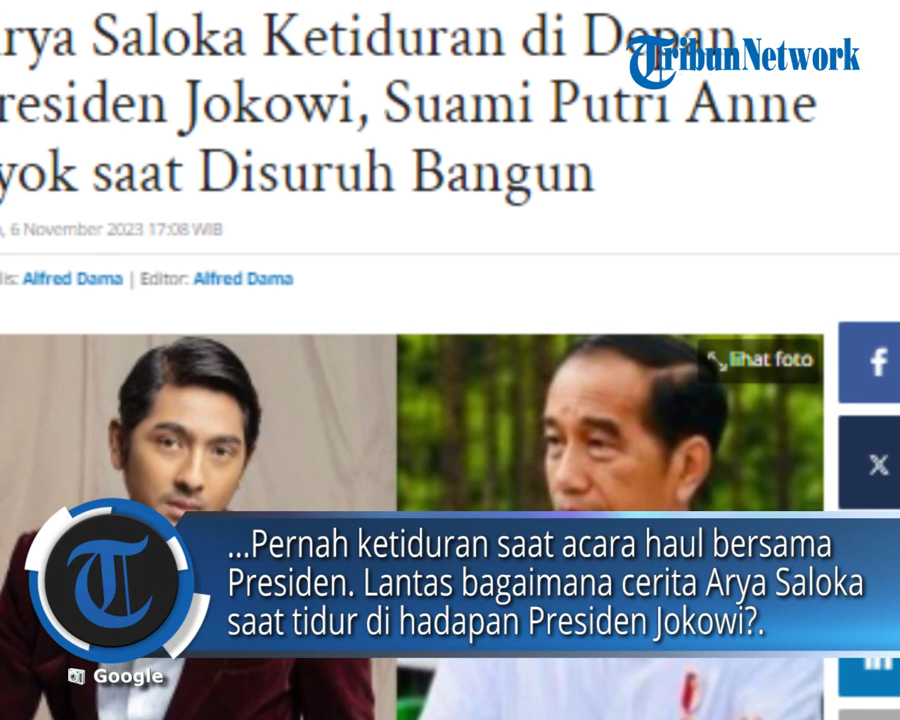 rya Saloka Ketiduran di Depan
TribunNetwork
residen Jokowi, Suami Putri Anne
yok saat Disuruh Bangun
, 6 November 2023 17:08 WIB
lis: Alfred Dama | Editor: Alfred Dama
lihat foto
f
X
...Pernah ketiduran saat acara haul bersama
Presiden. Lantas bagaimana cerita Arya Saloka
saat tidur di hadapan Presiden Jokowi?.
T
in
Google